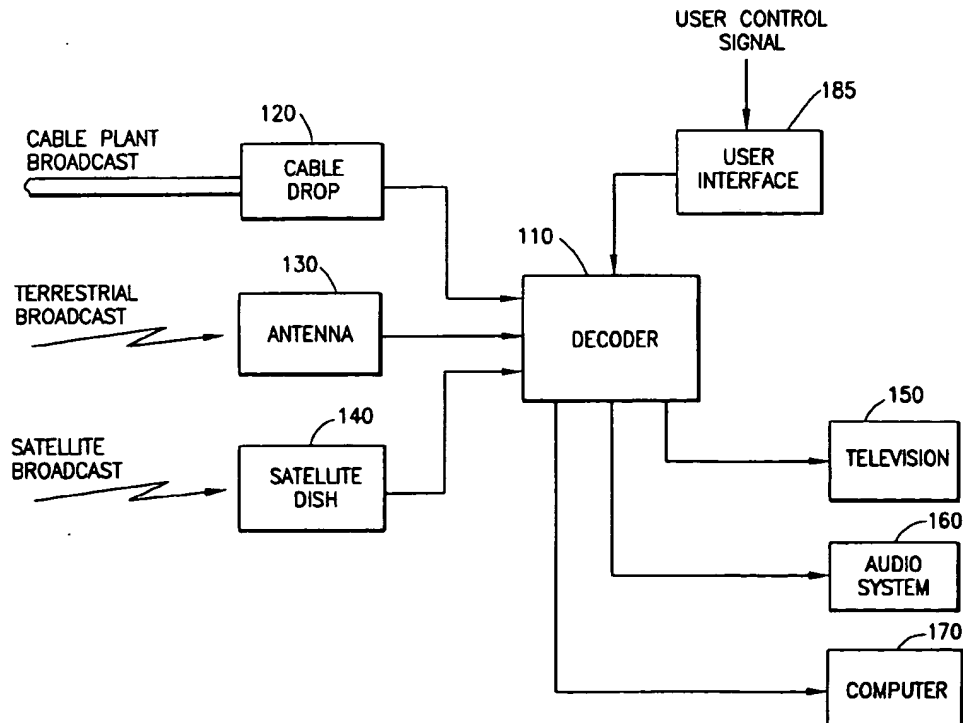 USER CONTROL
SIGNAL
185
USER
INTERFACE
CABLE PLANT
BROADCAST
120
CABLE
DROP
110
DECODER
TERRESTRIAL
BROADCAST
130
ANTENNA
SATELLITE
BROADCAST
140
SATELLITE
DISH
150
TELEVISION
160
AUDIO
SYSTEM
170
COMPUTER